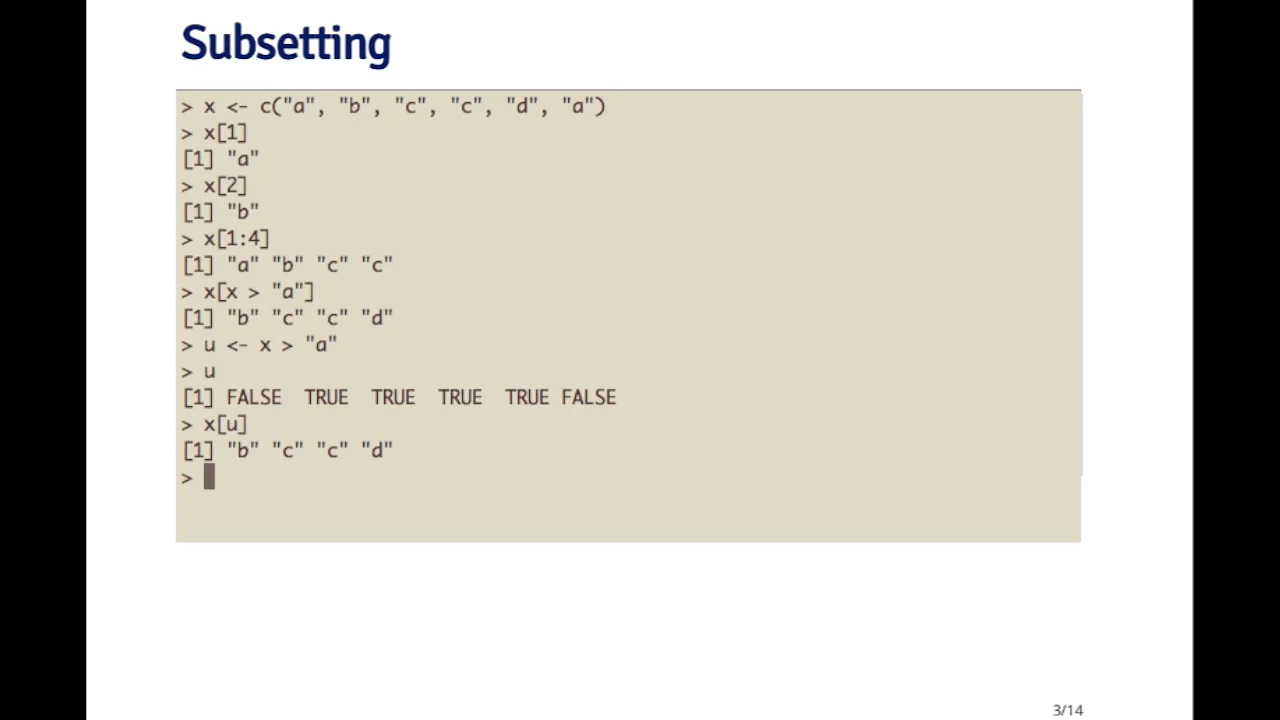 Subsetting
> x <- c("a", "b", "c", "c", "d", "a")
> x[1]
[1] "a"
> x[2]
[1] "b"
> x[1:4]
[1] "a" "b" "c" "c"
> x[x > "a"]
[1] "b" "c" "c" "d"
> u <- x > "a"
> u
[1] FALSE  TRUE  TRUE  TRUE  TRUE FALSE
> x[u]
[1] "b" "c" "c" "d"
>
3/14